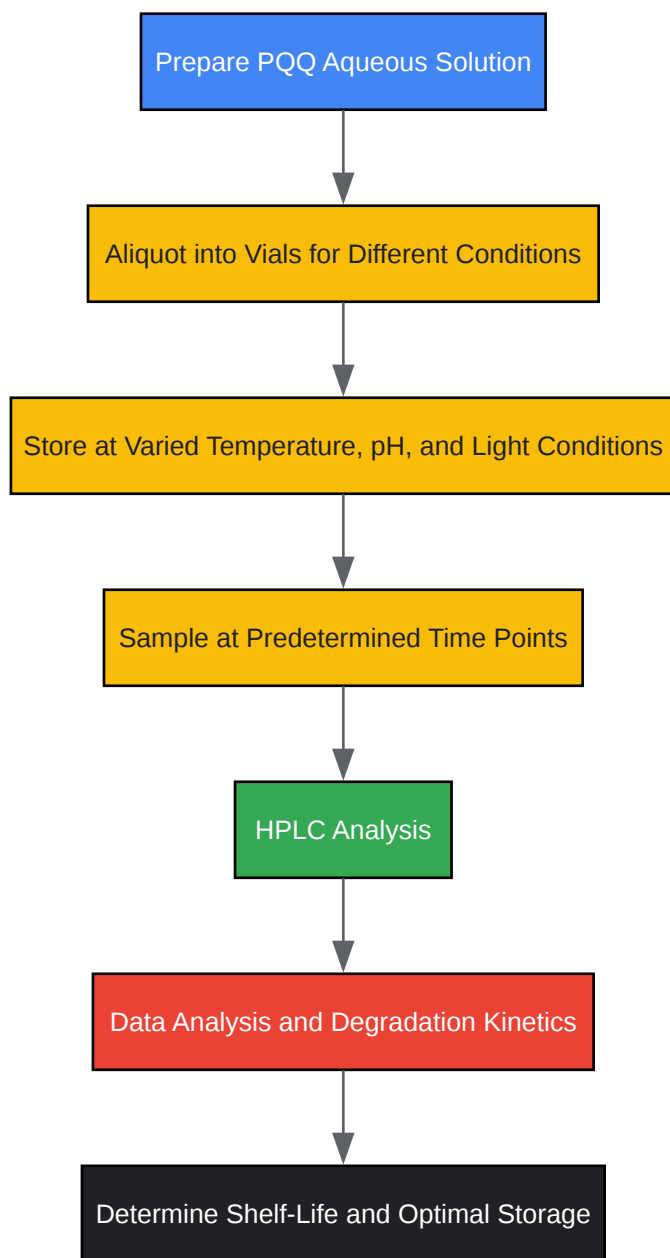 Prepare PQQ Aqueous Solution
Aliquot into Vials for Different Conditions
Store at Varied Temperature, pH, and Light Conditions
Sample at Predetermined Time Points
HPLC Analysis
Data Analysis and Degradation Kinetics
Determine Shelf-Life and Optimal Storage